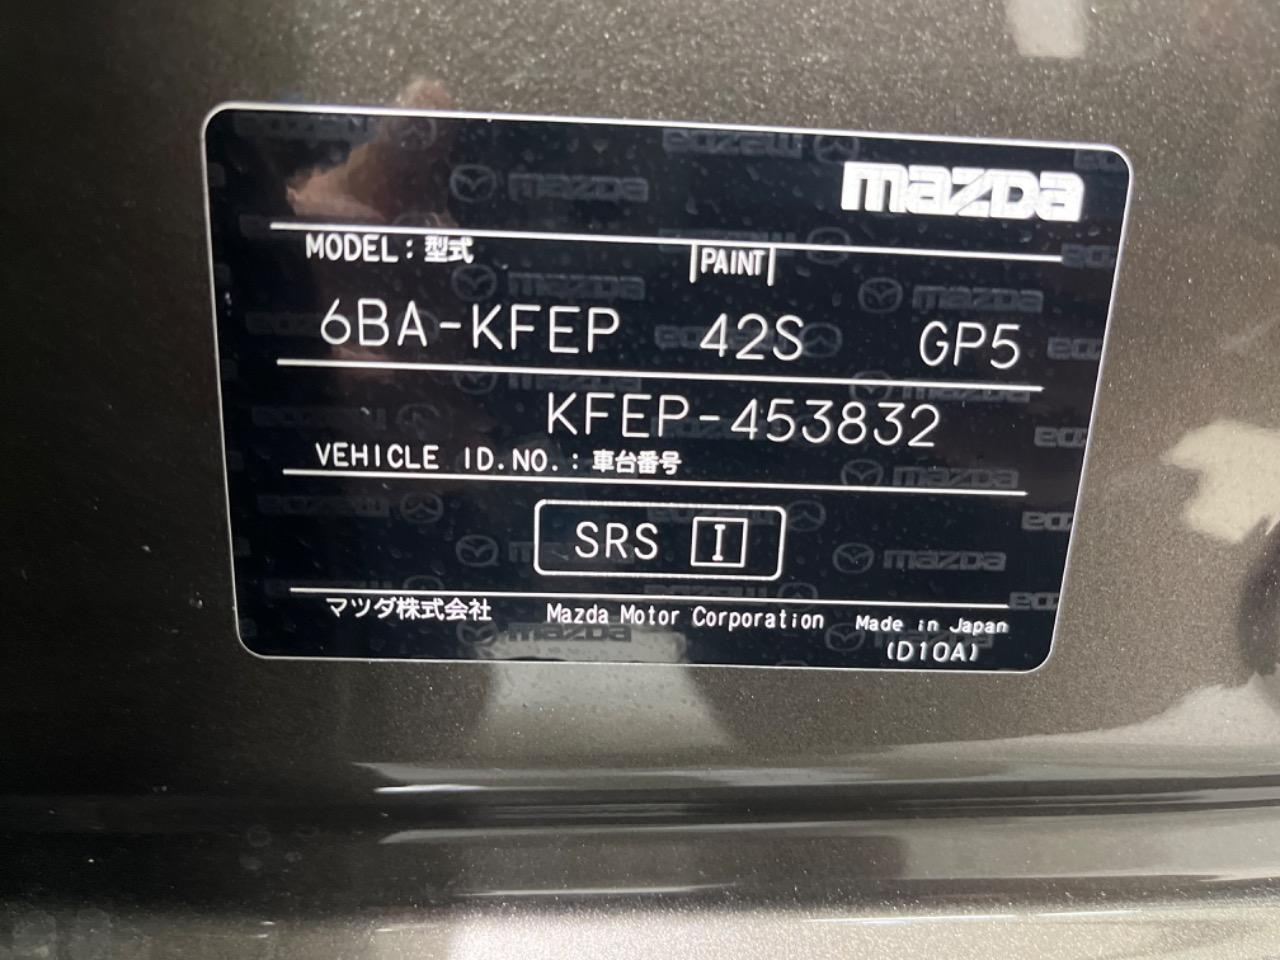 mazda
MODEL：型式 PAINT
6BA-KFEP 42S GP5
KFEP-453832
VEHICLE ID.NO.：車台番号
SRS I
マツダ株式会社 Mazda Motor Corporation Made in Japan
(D10A)